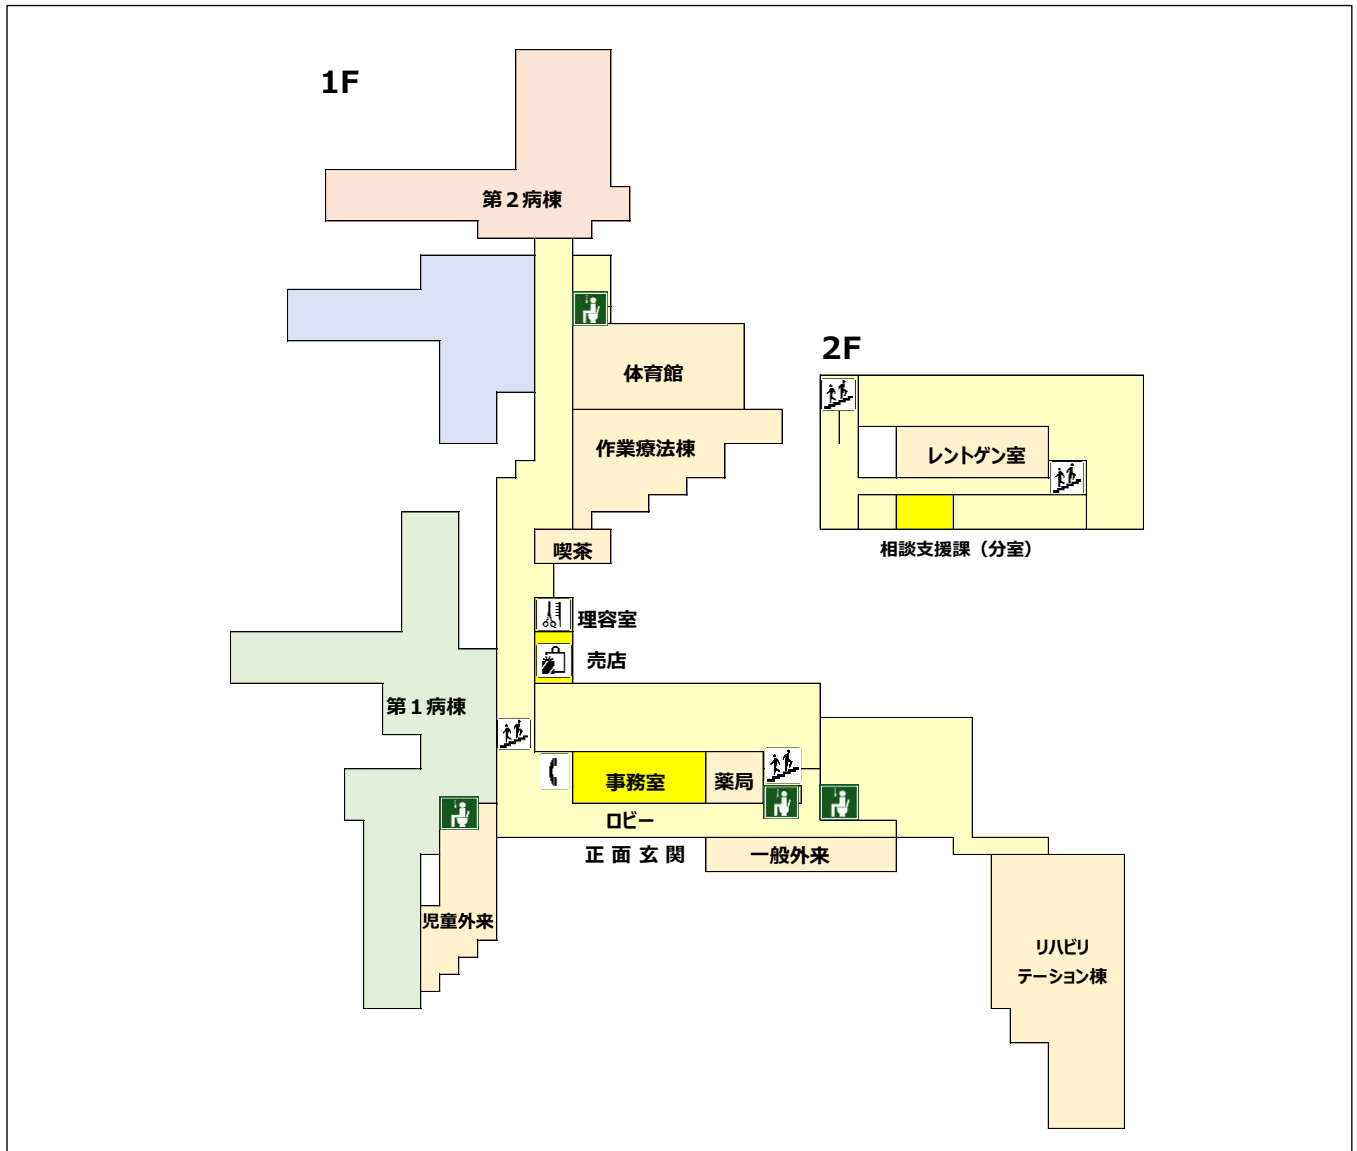 1F
第２病棟
体育館
2F
作業療法棟
レントゲン室
喫茶
相談支援課（分室）
理容室
売店
第１病棟
事務室
薬局
ロビー
正面玄関
一般外来
児童外来
リハビリ
テーション棟